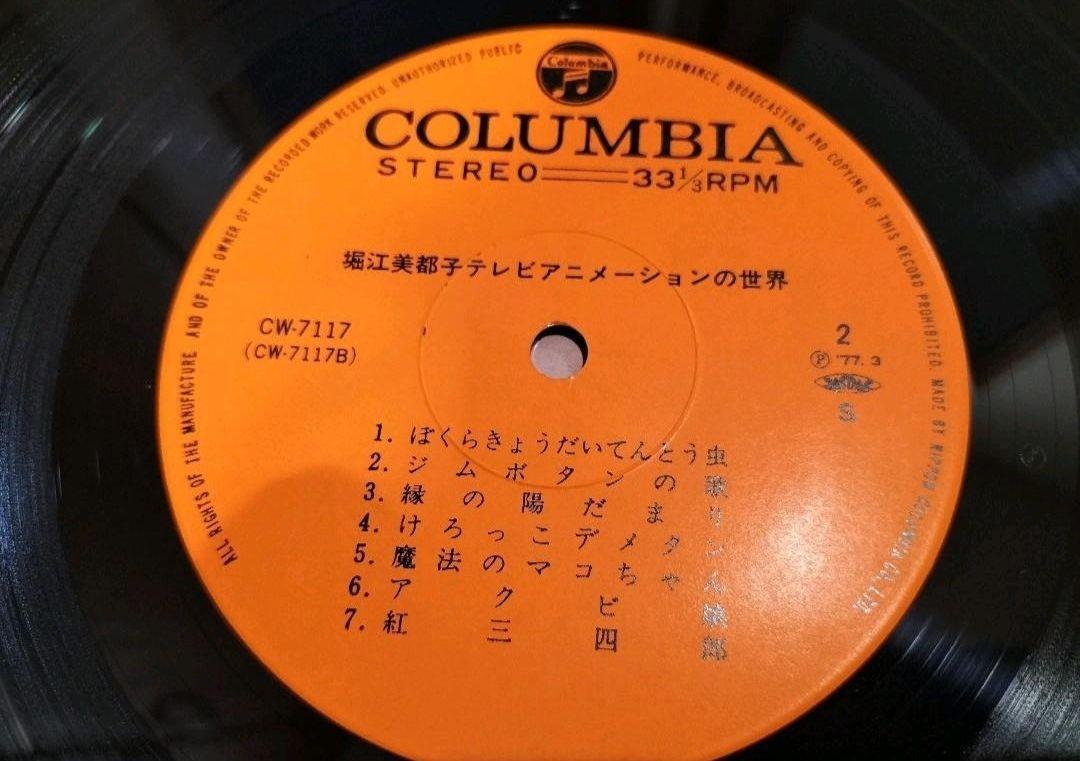 Columbia
COLUMBIA
STEREO 33⅓RPM
堀江美都子テレビアニメーションの世界
CW-7117
(CW-7117B)
2
Ⓟ '77.3
JASRAC
S
1. ぼくらきょうだいてんとう虫
2. ジムボタンの歌
3. 緑の陽だまり
4. けろっこデメタン
5. 魔法のマコちゃん
6. アクビ娘
7. 紅三四郎
ALL RIGHTS OF THE MANUFACTURE AND OF THE OWNER OF THE RECORDED WORK RESERVED UNAUTHORIZED PUBLIC PERFORMANCE, BROADCASTING AND COPYING OF THIS RECORD PROHIBITED. MADE BY NIPPON COLUMBIA CO., LTD.